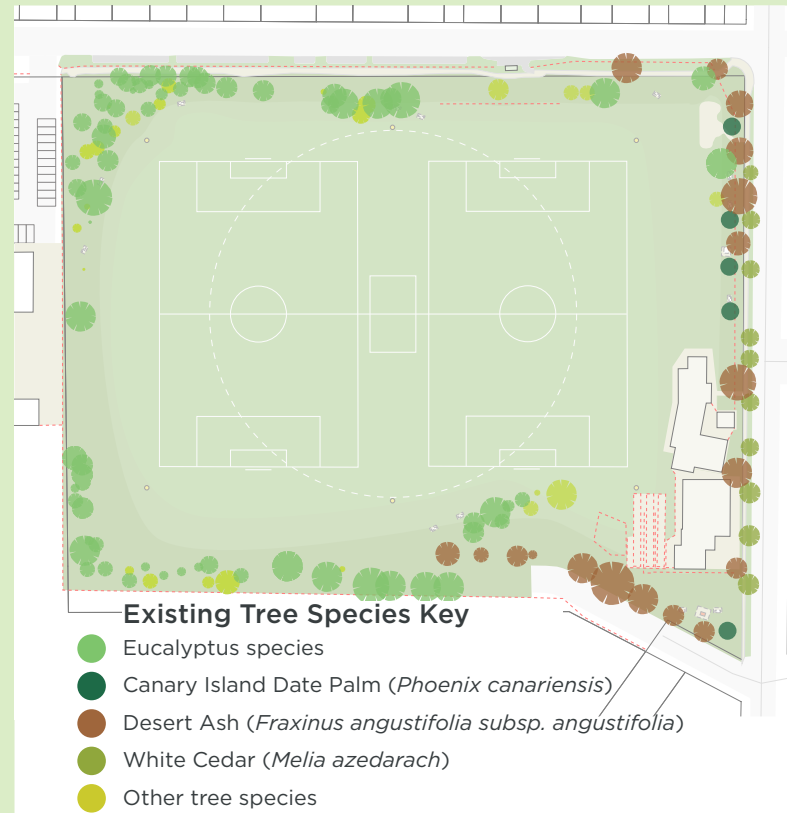 Existing Tree Species Key
Eucalyptus species
Canary Island Date Palm (Phoenix canariensis)
Desert Ash (Fraxinus angustifolia subsp. angustifolia)
White Cedar (Melia azedarach)
Other tree species